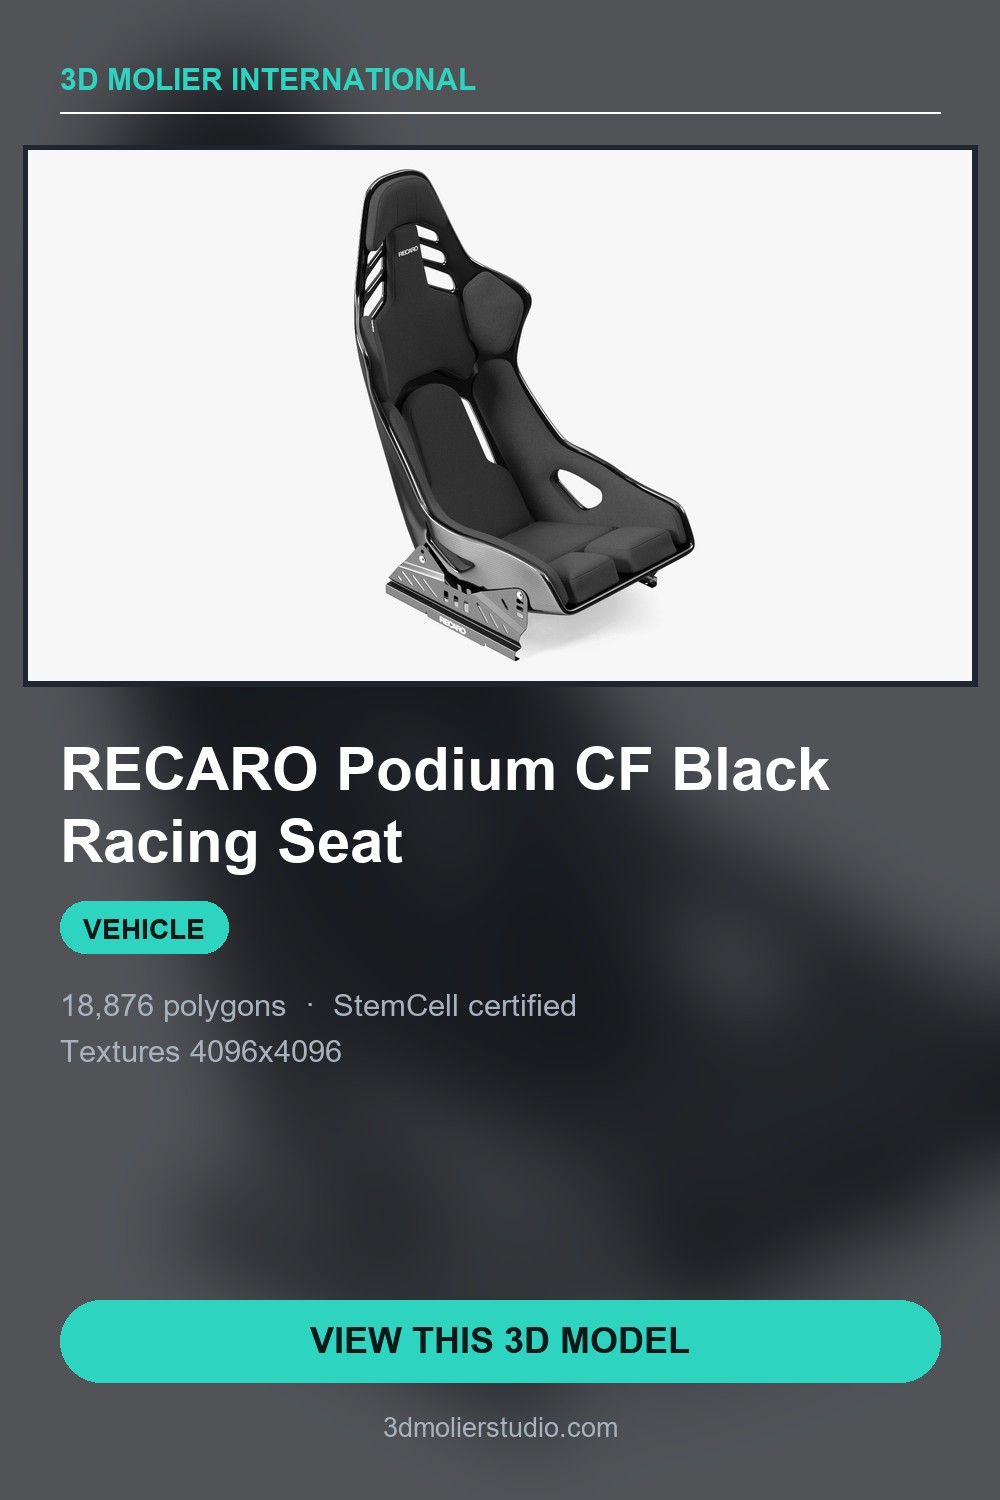 3D MOLIER INTERNATIONAL
RECARO
RECARO
RECARO Podium CF Black
Racing Seat
VEHICLE
18,876 polygons · StemCell certified
Textures 4096x4096
VIEW THIS 3D MODEL
3dmolierstudio.com